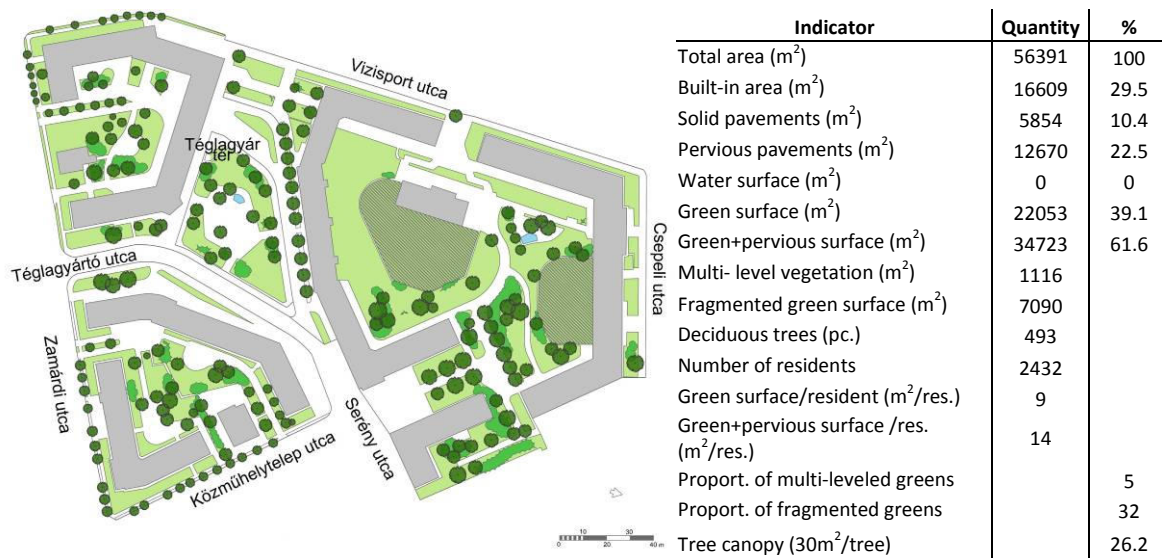 Vizisport utca
Téglagyár
tér
Csepeli utca
Téglagyártó utca
Zamárdi utca
Serény utca
Közműhelytelep utca
10 30
0 20 40 m
Indicator Quantity %
Total area (m²) 56391 100
Built-in area (m²) 16609 29.5
Solid pavements (m²) 5854 10.4
Pervious pavements (m²) 12670 22.5
Water surface (m²) 0 0
Green surface (m²) 22053 39.1
Green+pervious surface (m²) 34723 61.6
Multi- level vegetation (m²) 1116
Fragmented green surface (m²) 7090
Deciduous trees (pc.) 493
Number of residents 2432
Green surface/resident (m²/res.) 9
Green+pervious surface /res.
(m²/res.) 14
Proport. of multi-leveled greens 5
Proport. of fragmented greens 32
Tree canopy (30m²/tree) 26.2